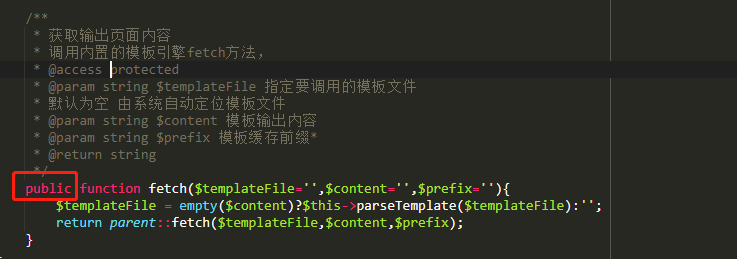 /**
* 获取输出页面内容
* 调用内置的模板引擎fetch方法，
* @access protected
* @param string $templateFile 指定要调用的模板文件
* 默认为空 由系统自动定位模板文件
* @param string $content 模板输出内容
* @param string $prefix 模板缓存前缀*
* @return string
*/
public function fetch($templateFile='',$content='',$prefix=''){
$templateFile = empty($content)?$this->parseTemplate($templateFile):'';
return parent::fetch($templateFile,$content,$prefix);
}